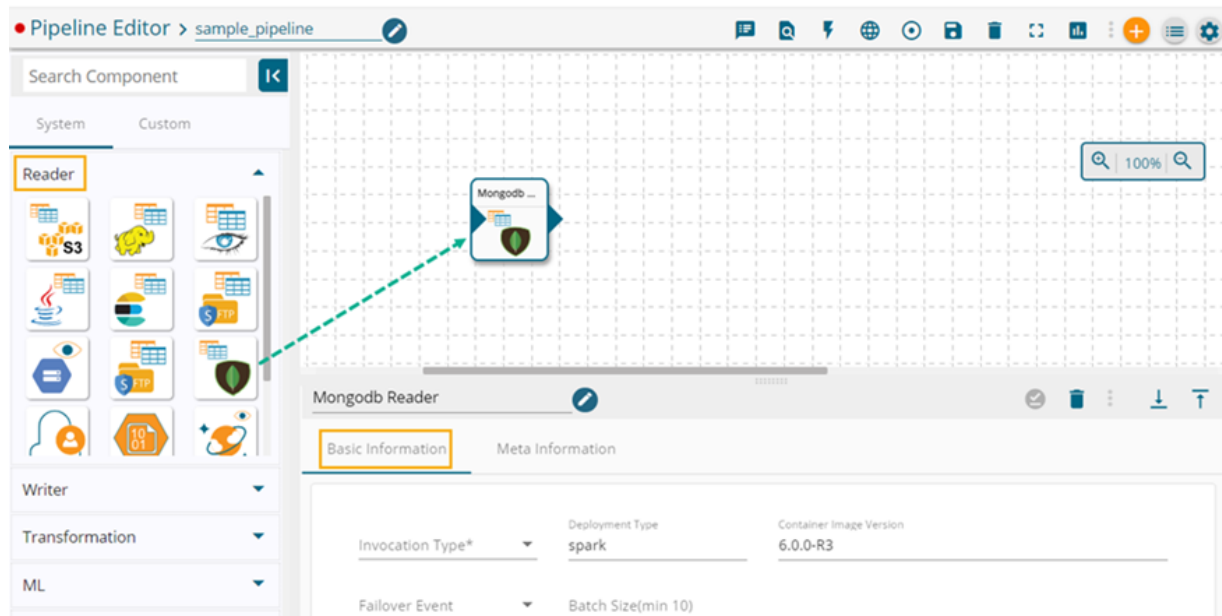 Pipeline Editor > sample_pipeline
Search Component
System Custom
Reader
S3
S FTP
S FTP
10
01
Writer
Transformation
ML
Mongodb ...
100%
Mongodb Reader
Basic Information Meta Information
Invocation Type*
Deployment Type
spark
Container Image Version
6.0.0-R3
Failover Event
Batch Size(min 10)